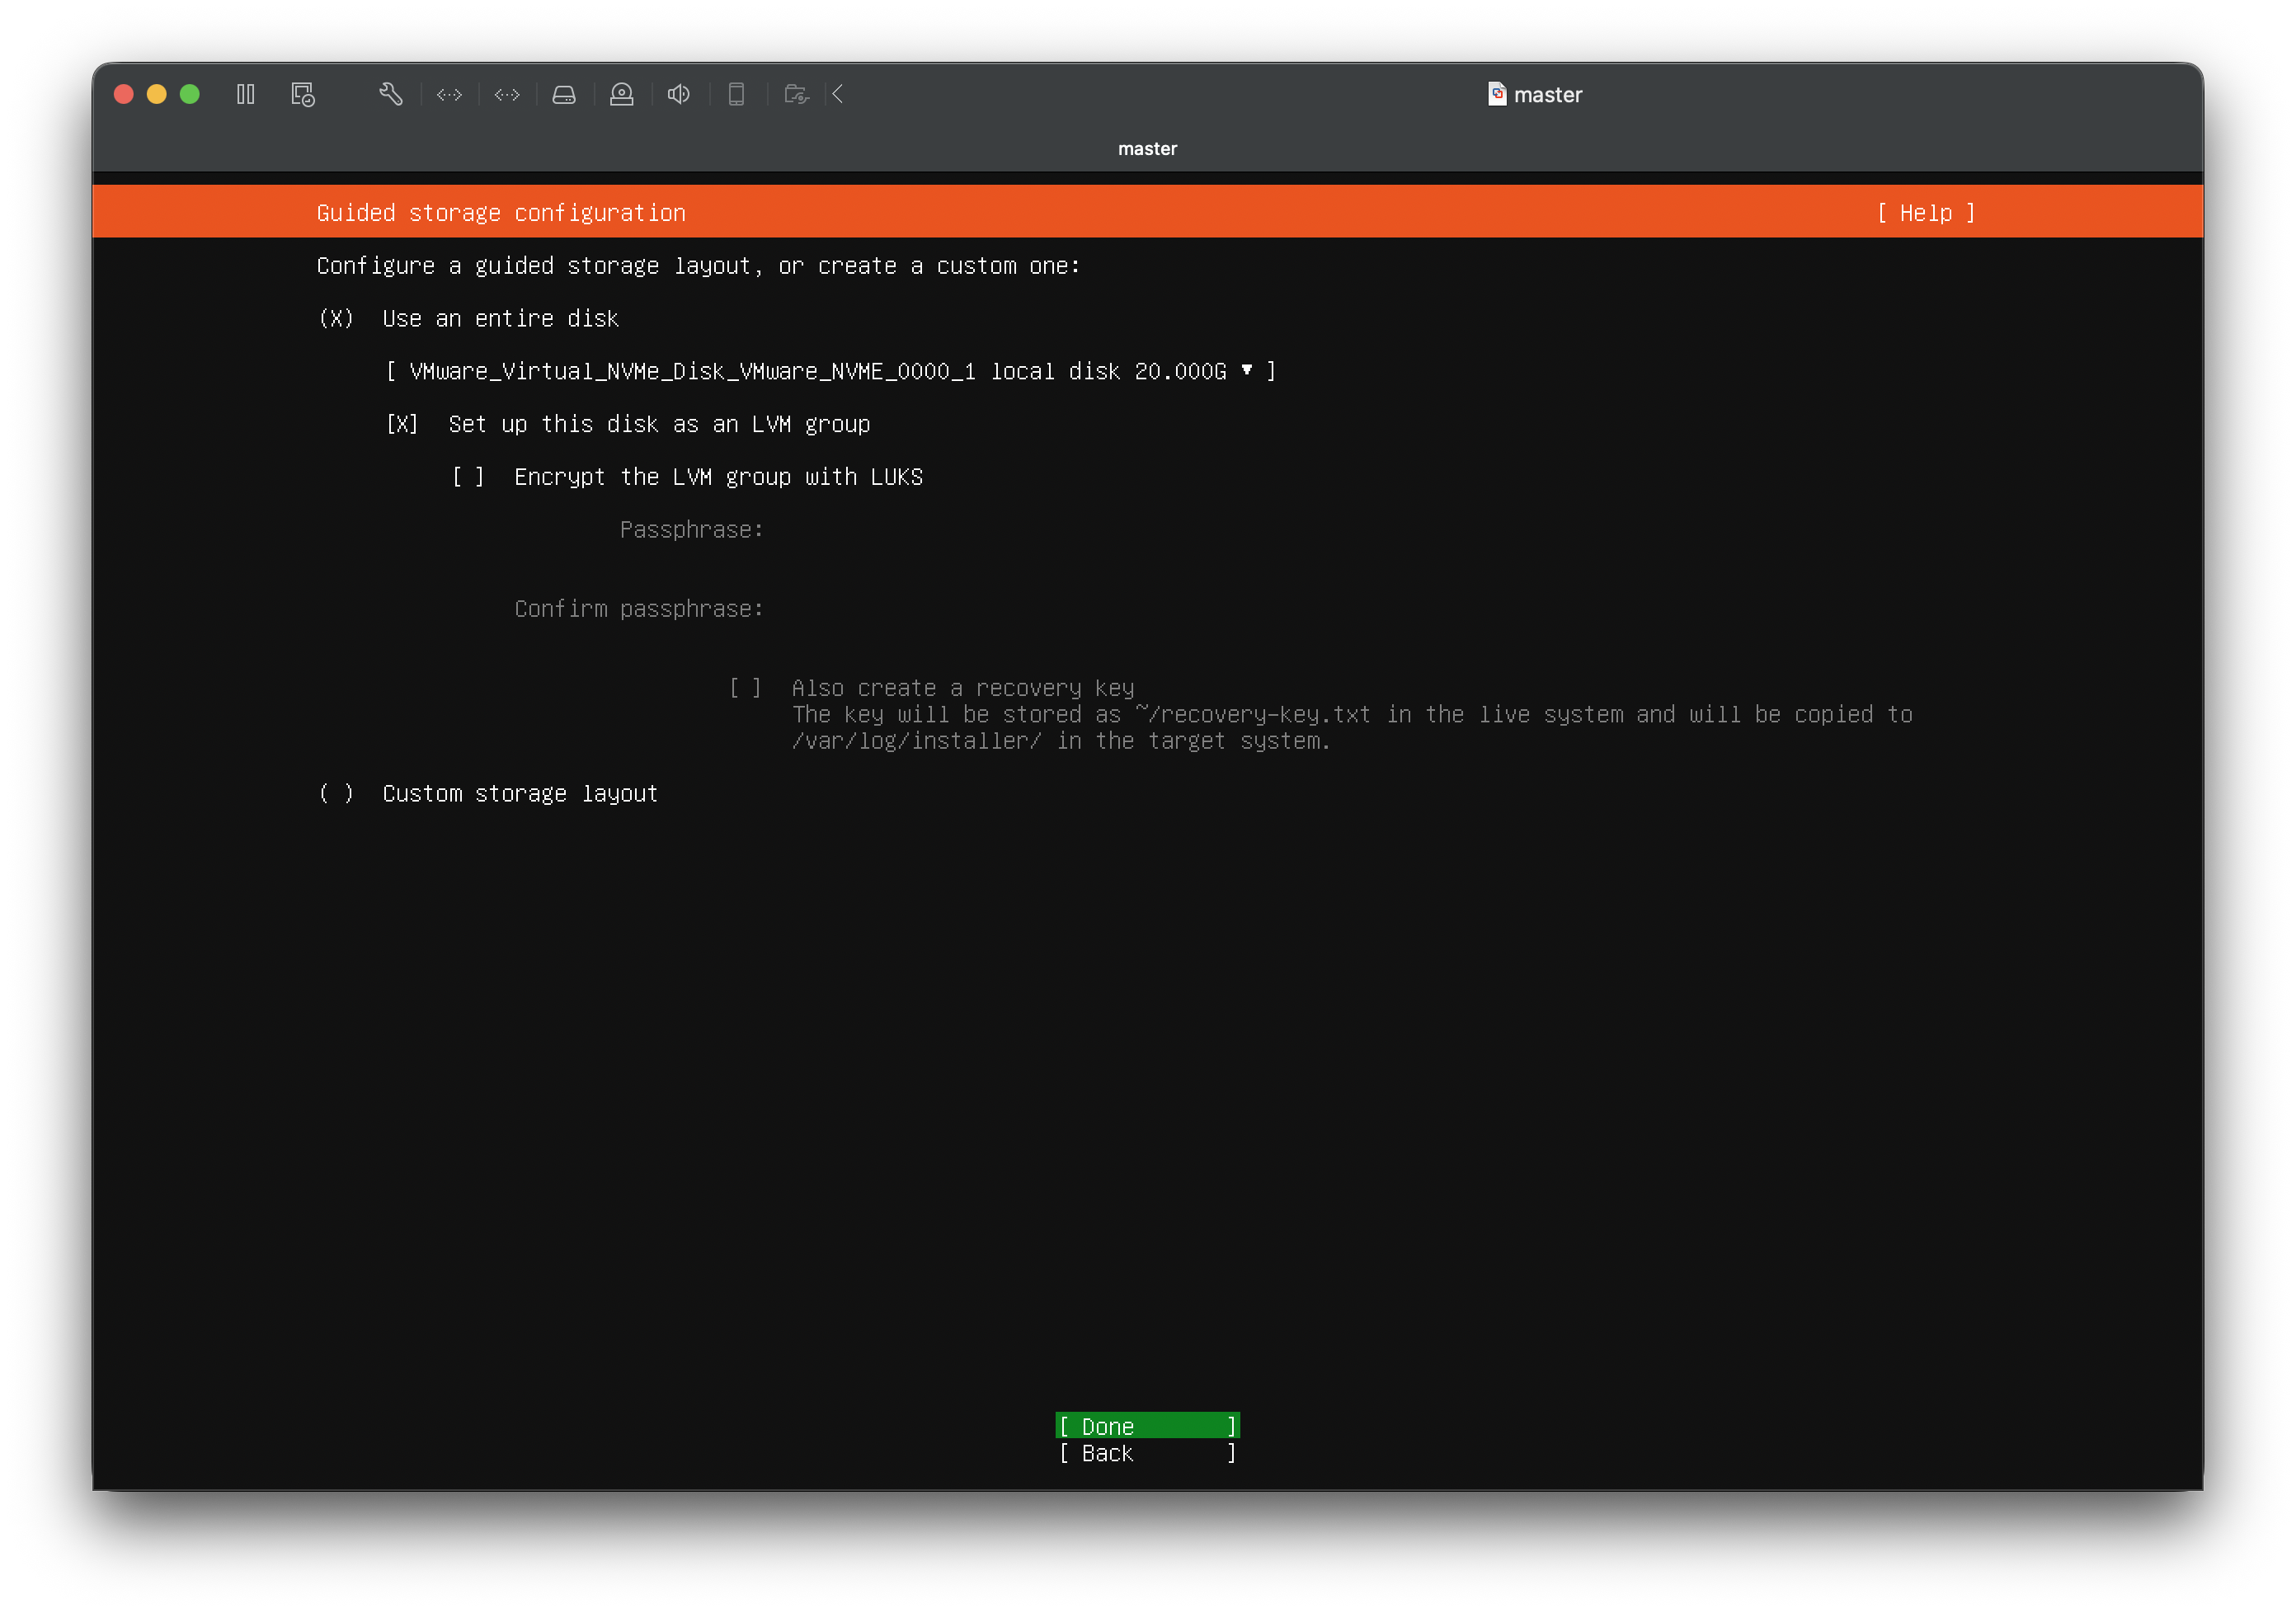 master
master
Guided storage configuration [ Help ]
Configure a guided storage layout, or create a custom one:
(X) Use an entire disk
[ VMware_Virtual_NVMe_Disk_VMware_NVME_0000_1 local disk 20.000G ▾ ]
[X] Set up this disk as an LVM group
[ ] Encrypt the LVM group with LUKS
Passphrase:
Confirm passphrase:
[ ] Also create a recovery key
The key will be stored as ~/recovery-key.txt in the live system and will be copied to
/var/log/installer/ in the target system.
( ) Custom storage layout
[ Done ]
[ Back ]